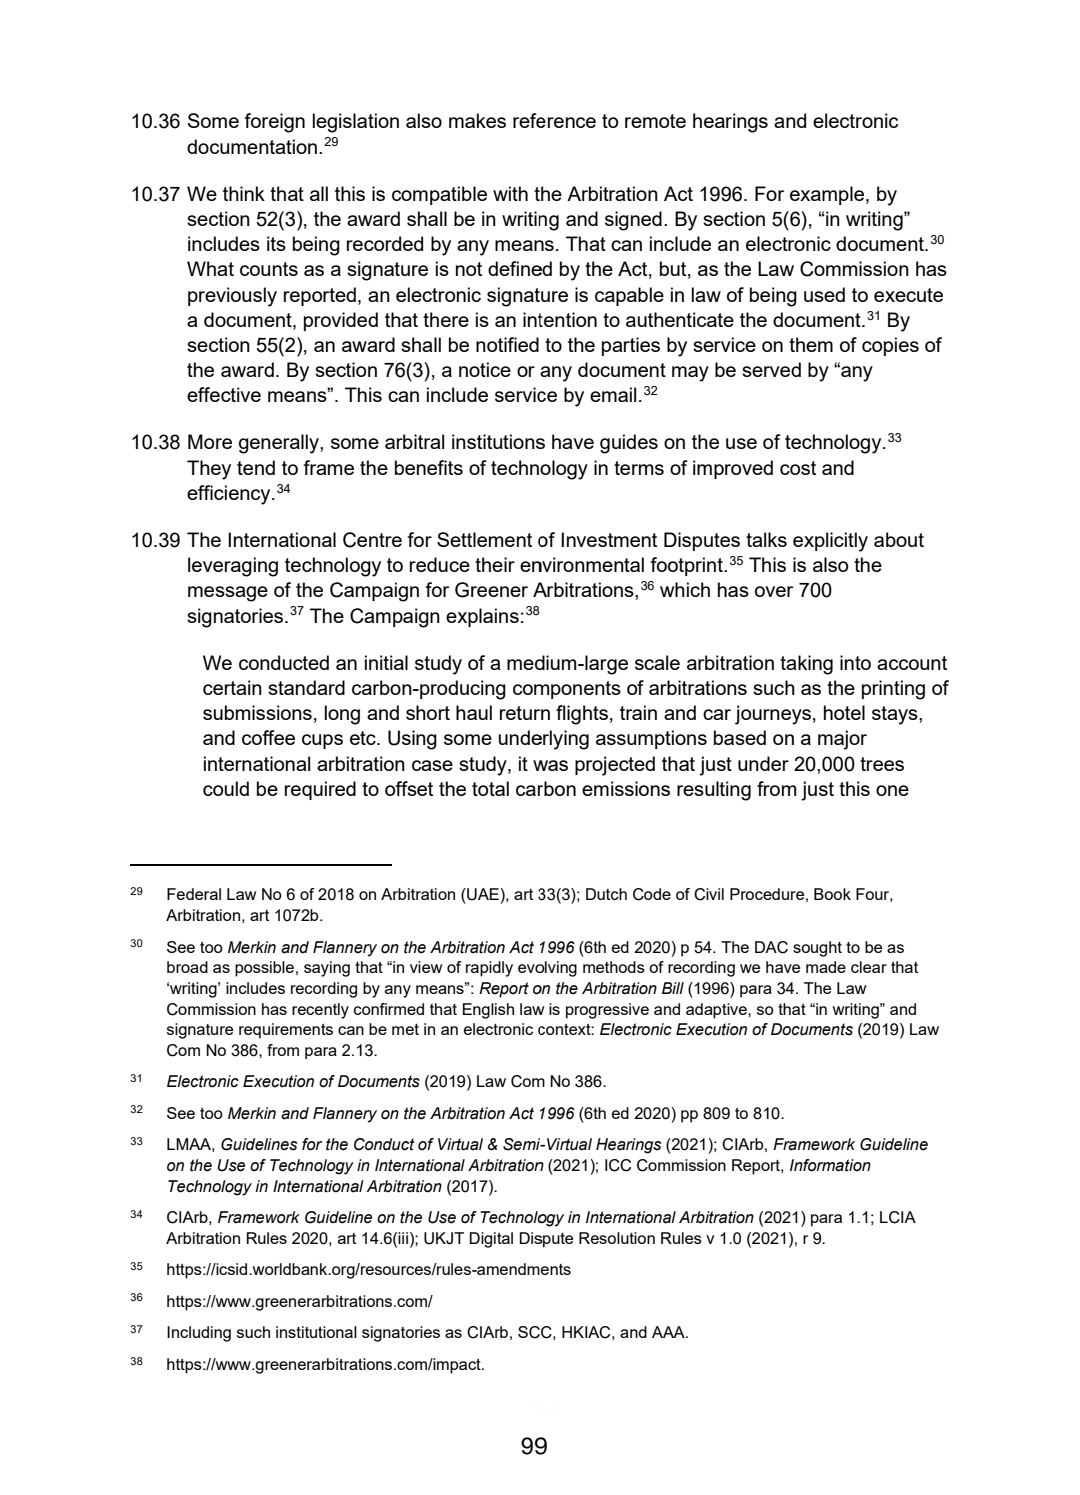 10.36 Some foreign legislation also makes reference to remote hearings and electronic
documentation.29
10.37 We think that all this is compatible with the Arbitration Act 1996. For example, by
section 52(3), the award shall be in writing and signed. By section 5(6), “in writing”
includes its being recorded by any means. That can include an electronic document.30
What counts as a signature is not defined by the Act, but, as the Law Commission has
previously reported, an electronic signature is capable in law of being used to execute
a document, provided that there is an intention to authenticate the document.31 By
section 55(2), an award shall be notified to the parties by service on them of copies of
the award. By section 76(3), a notice or any document may be served by “any
effective means”. This can include service by email.32
10.38 More generally, some arbitral institutions have guides on the use of technology.33
They tend to frame the benefits of technology in terms of improved cost and
efficiency.34
10.39 The International Centre for Settlement of Investment Disputes talks explicitly about
leveraging technology to reduce their environmental footprint.35 This is also the
message of the Campaign for Greener Arbitrations,36 which has over 700
signatories.37 The Campaign explains:38
We conducted an initial study of a medium-large scale arbitration taking into account
certain standard carbon-producing components of arbitrations such as the printing of
submissions, long and short haul return flights, train and car journeys, hotel stays,
and coffee cups etc. Using some underlying assumptions based on a major
international arbitration case study, it was projected that just under 20,000 trees
could be required to offset the total carbon emissions resulting from just this one
29 Federal Law No 6 of 2018 on Arbitration (UAE), art 33(3); Dutch Code of Civil Procedure, Book Four,
Arbitration, art 1072b.
30 See too Merkin and Flannery on the Arbitration Act 1996 (6th ed 2020) p 54. The DAC sought to be as
broad as possible, saying that “in view of rapidly evolving methods of recording we have made clear that
‘writing’ includes recording by any means”: Report on the Arbitration Bill (1996) para 34. The Law
Commission has recently confirmed that English law is progressive and adaptive, so that “in writing” and
signature requirements can be met in an electronic context: Electronic Execution of Documents (2019) Law
Com No 386, from para 2.13.
31 Electronic Execution of Documents (2019) Law Com No 386.
32 See too Merkin and Flannery on the Arbitration Act 1996 (6th ed 2020) pp 809 to 810.
33 LMAA, Guidelines for the Conduct of Virtual & Semi-Virtual Hearings (2021); CIArb, Framework Guideline
on the Use of Technology in International Arbitration (2021); ICC Commission Report, Information
Technology in International Arbitration (2017).
34 CIArb, Framework Guideline on the Use of Technology in International Arbitration (2021) para 1.1; LCIA
Arbitration Rules 2020, art 14.6(iii); UKJT Digital Dispute Resolution Rules v 1.0 (2021), r 9.
35 https://icsid.worldbank.org/resources/rules-amendments
36 https://www.greenerarbitrations.com/
37 Including such institutional signatories as CIArb, SCC, HKIAC, and AAA.
38 https://www.greenerarbitrations.com/impact.
99